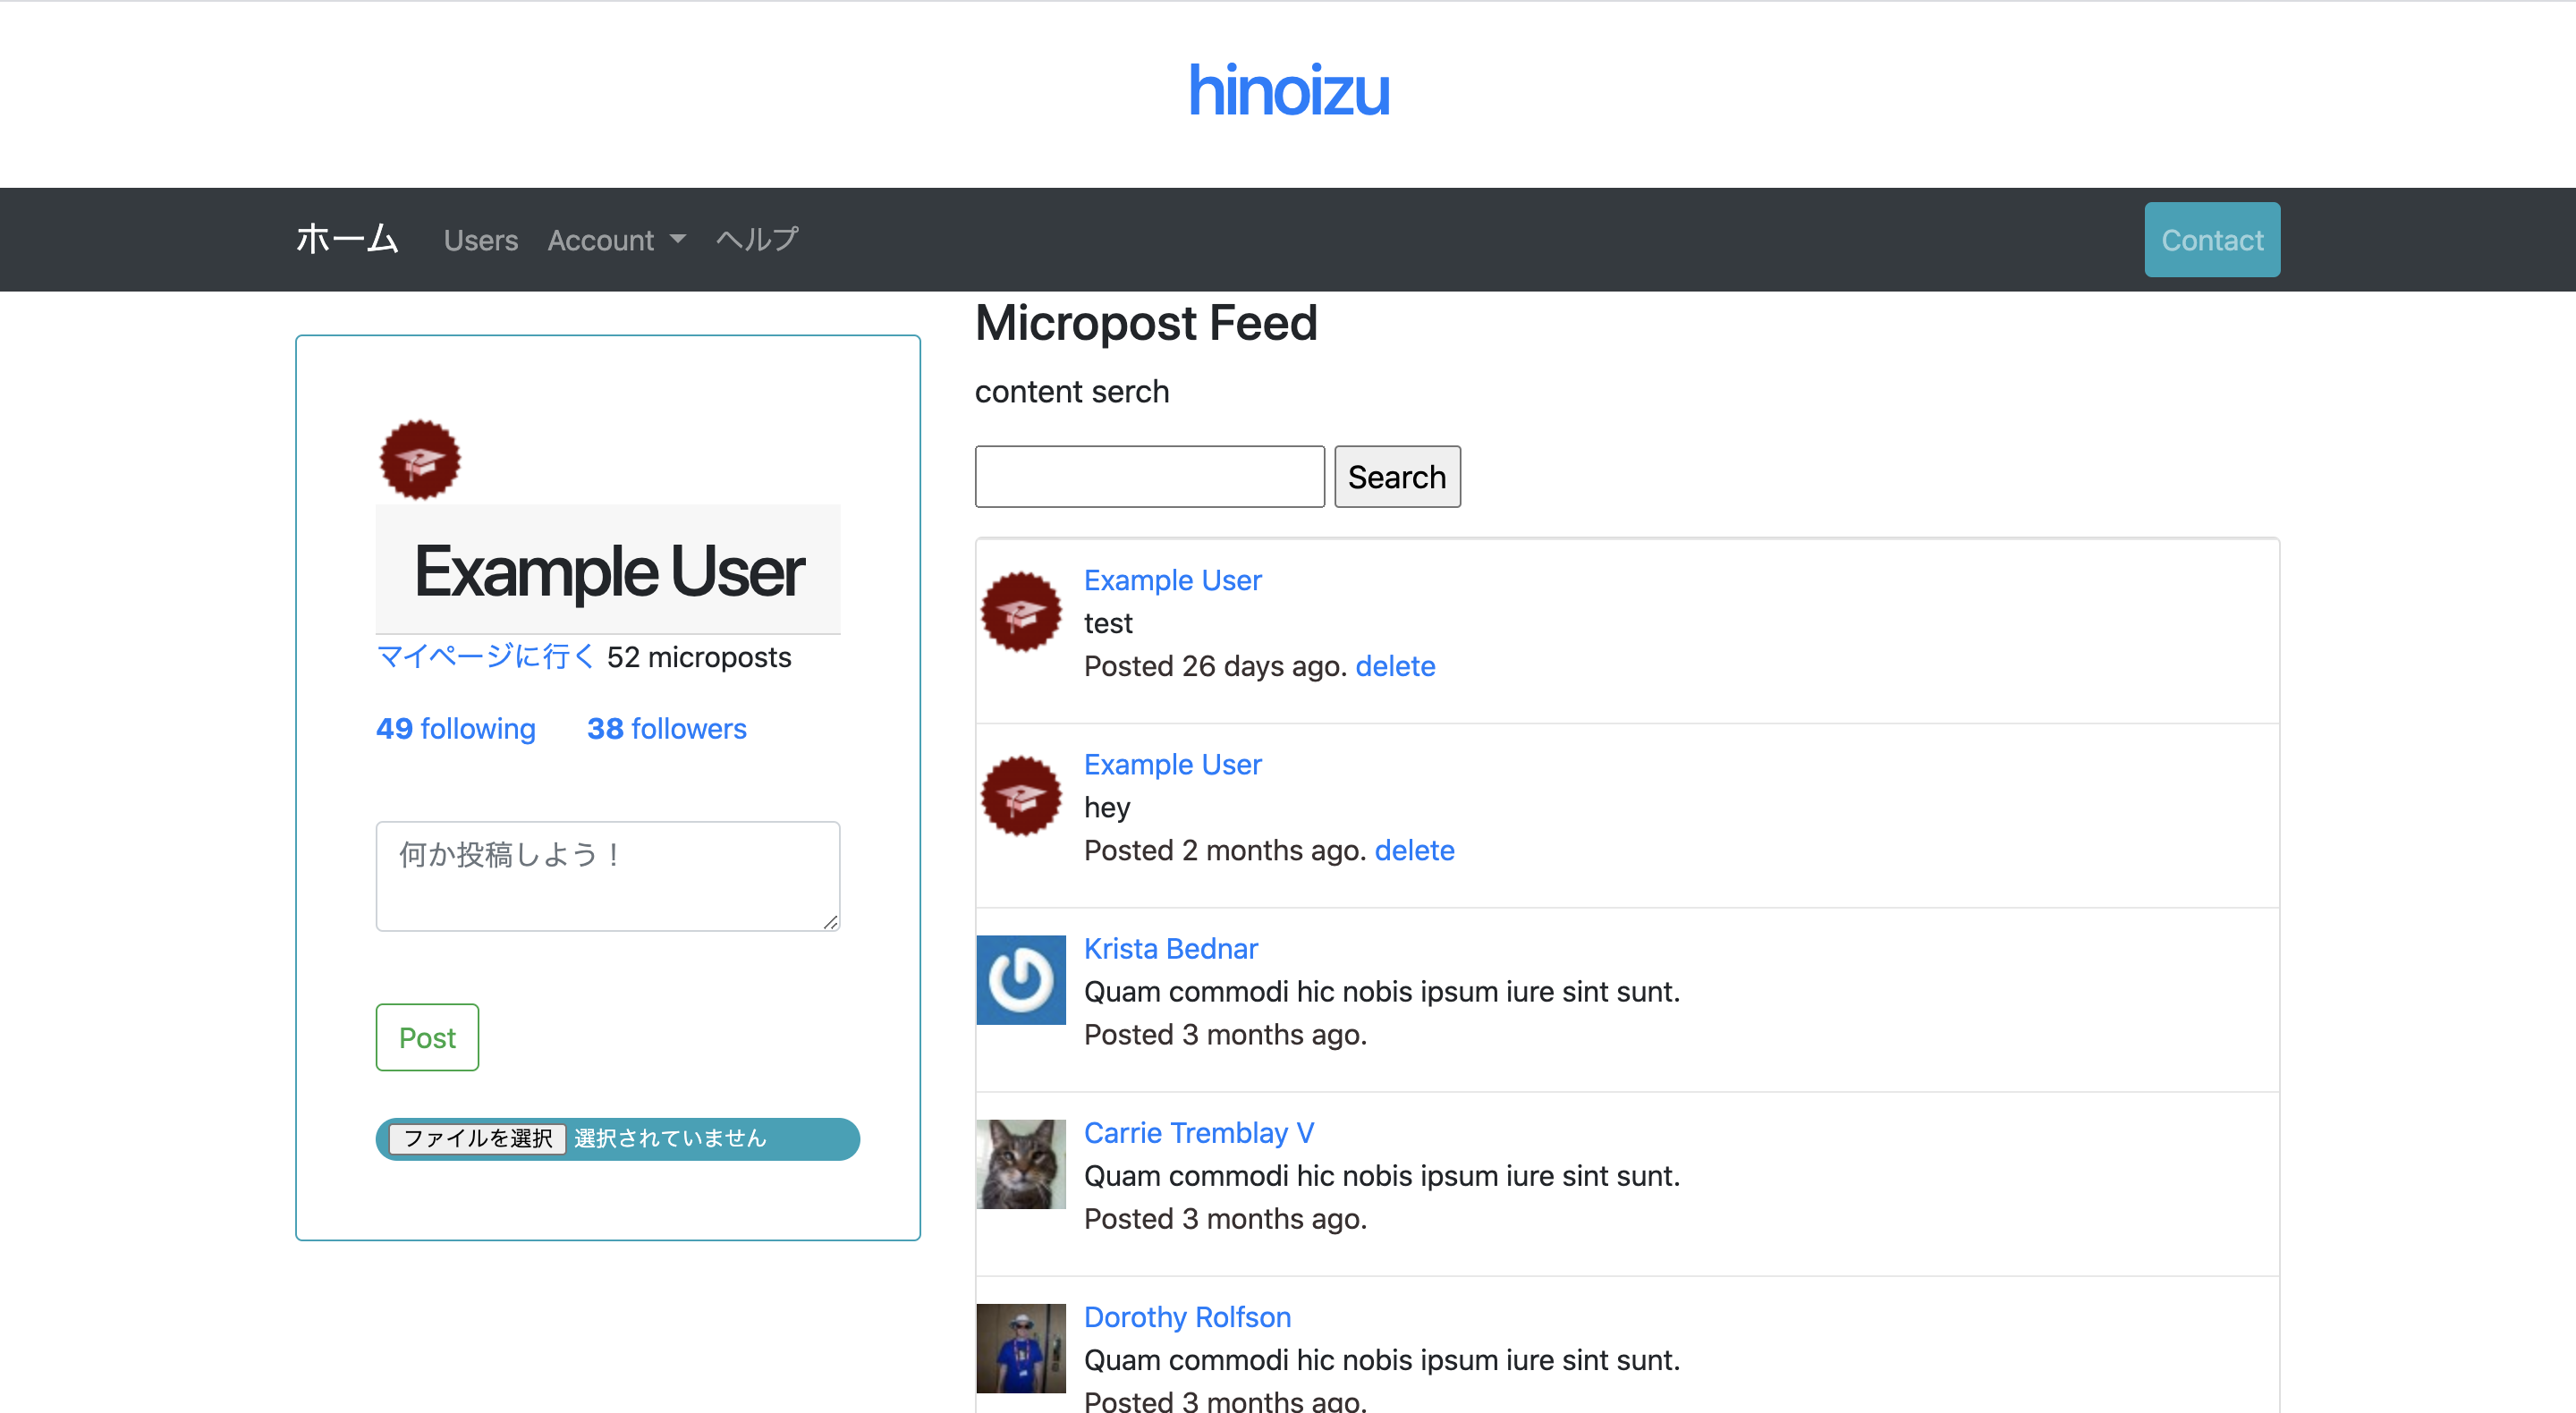 hinoizu
ホーム Users Account ヘルプ Contact
Example User
マイページに行く 52 microposts
49 following 38 followers
何か投稿しよう！
Post
ファイルを選択 選択されていません
Micropost Feed
content serch
Search
Example User
test
Posted 26 days ago. delete
Example User
hey
Posted 2 months ago. delete
Krista Bednar
Quam commodi hic nobis ipsum iure sint sunt.
Posted 3 months ago.
Carrie Tremblay V
Quam commodi hic nobis ipsum iure sint sunt.
Posted 3 months ago.
Dorothy Rolfson
Quam commodi hic nobis ipsum iure sint sunt.
Posted 3 months ago.